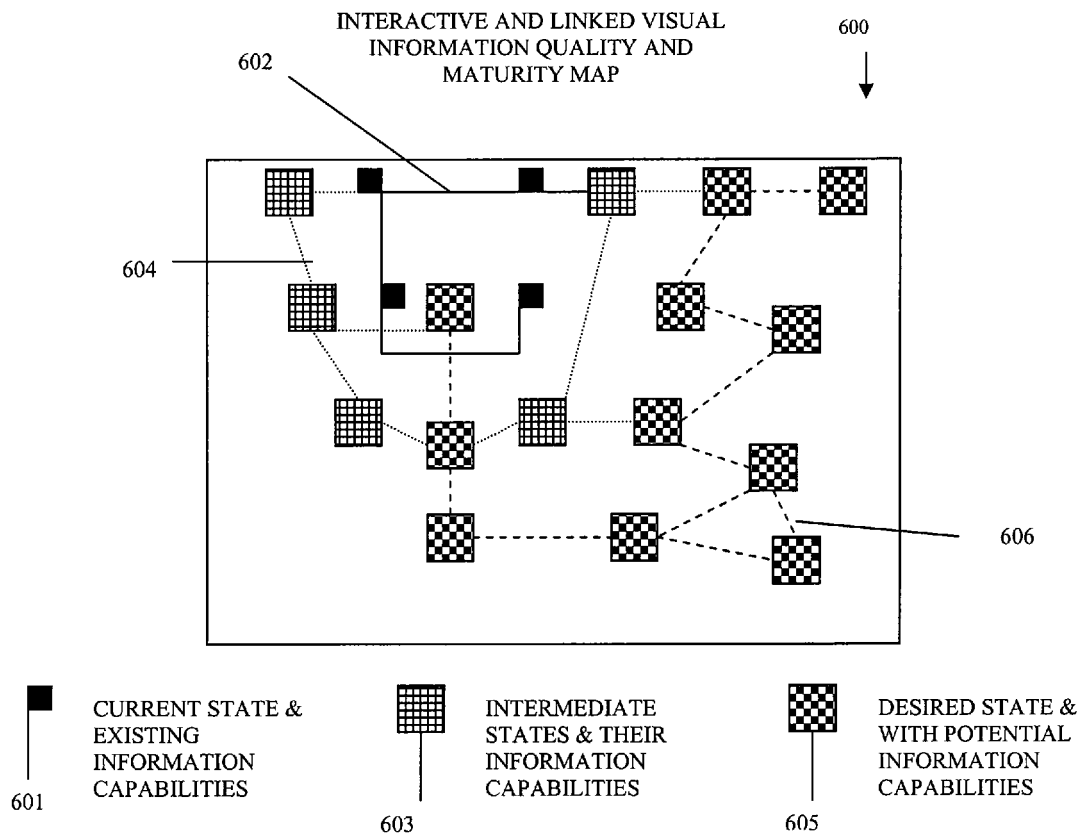 INTERACTIVE AND LINKED VISUAL
INFORMATION QUALITY AND
MATURITY MAP
600
602
604
606
CURRENT STATE &
EXISTING
INFORMATION
CAPABILITIES
601
INTERMEDIATE
STATES & THEIR
INFORMATION
CAPABILITIES
603
DESIRED STATE &
WITH POTENTIAL
INFORMATION
CAPABILITIES
605